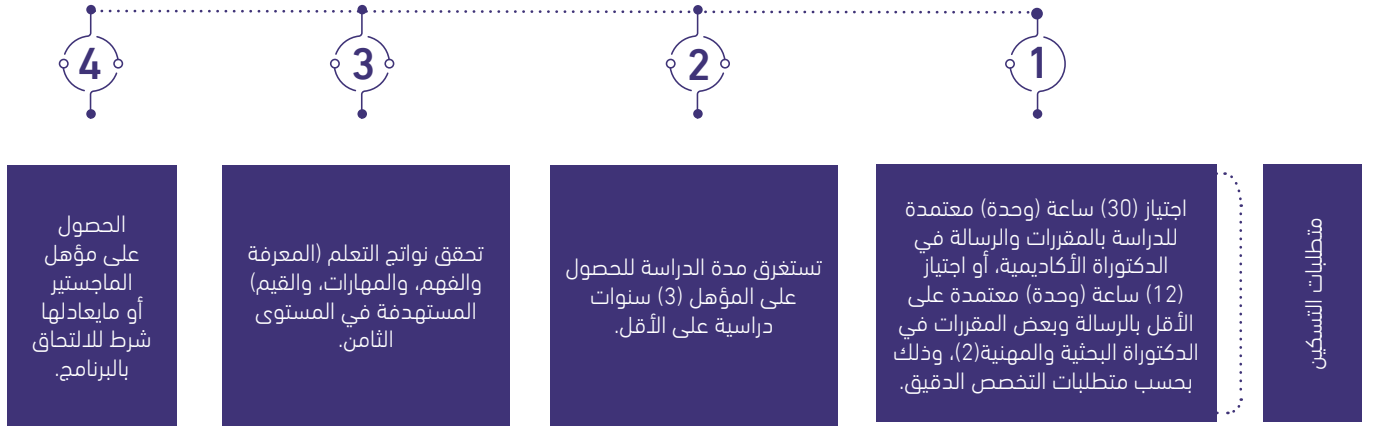 متطلبات التسكين
1
اجتياز (30) ساعة (وحدة) معتمدة
للدراسة بالمقررات والرسالة في
الدكتوراة الأكاديمية، أو اجتياز
(12) ساعة (وحدة) معتمدة على
الأقل بالرسالة وبعض المقررات في
الدكتوراة البحثية والمهنية(2)، وذلك
بحسب متطلبات التخصص الدقيق.
2
تستغرق مدة الدراسة للحصول
على المؤهل (3) سنوات
دراسية على الأقل.
3
تحقق نواتج التعلم (المعرفة
والفهم، والمهارات، والقيم)
المستهدفة في المستوى
الثامن.
4
الحصول
على مؤهل
الماجستير
أو مايعادلها
شرط للالتحاق
بالبرنامج.